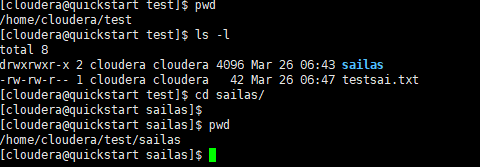 [cloudera@quickstart test]$ pwd
/home/cloudera/test
[cloudera@quickstart test]$ ls -l
total 8
drwxrwxr-x 2 cloudera cloudera 4096 Mar 26 06:43 sailas
-rw-rw-r-- 1 cloudera cloudera   42 Mar 26 06:47 testsai.txt
[cloudera@quickstart test]$ cd sailas/
[cloudera@quickstart sailas]$
[cloudera@quickstart sailas]$ pwd
/home/cloudera/test/sailas
[cloudera@quickstart sailas]$